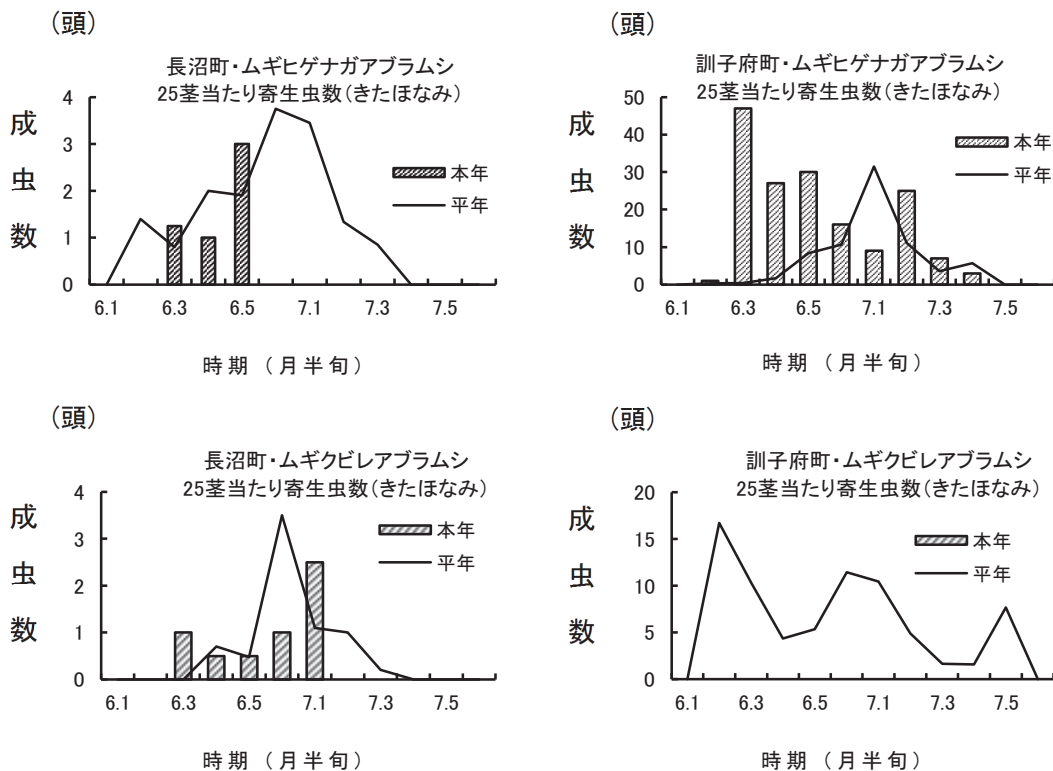 (頭)
長沼町・ムギヒゲナガアブラムシ
25茎当たり寄生虫数(きたほなみ)
成虫数
4
3
2
1
0
本年
平年
6.1 6.3 6.5 7.1 7.3 7.5
時期 (月半旬)
(頭)
訓子府町・ムギヒゲナガアブラムシ
25茎当たり寄生虫数(きたほなみ)
成虫数
50
40
30
20
10
0
本年
平年
6.1 6.3 6.5 7.1 7.3 7.5
時期 (月半旬)
(頭)
長沼町・ムギクビレアブラムシ
25茎当たり寄生虫数(きたほなみ)
成虫数
4
3
2
1
0
本年
平年
6.1 6.3 6.5 7.1 7.3 7.5
時期 (月半旬)
(頭)
訓子府町・ムギクビレアブラムシ
25茎当たり寄生虫数(きたほなみ)
成虫数
20
15
10
5
0
本年
平年
6.1 6.3 6.5 7.1 7.3 7.5
時期 (月半旬)